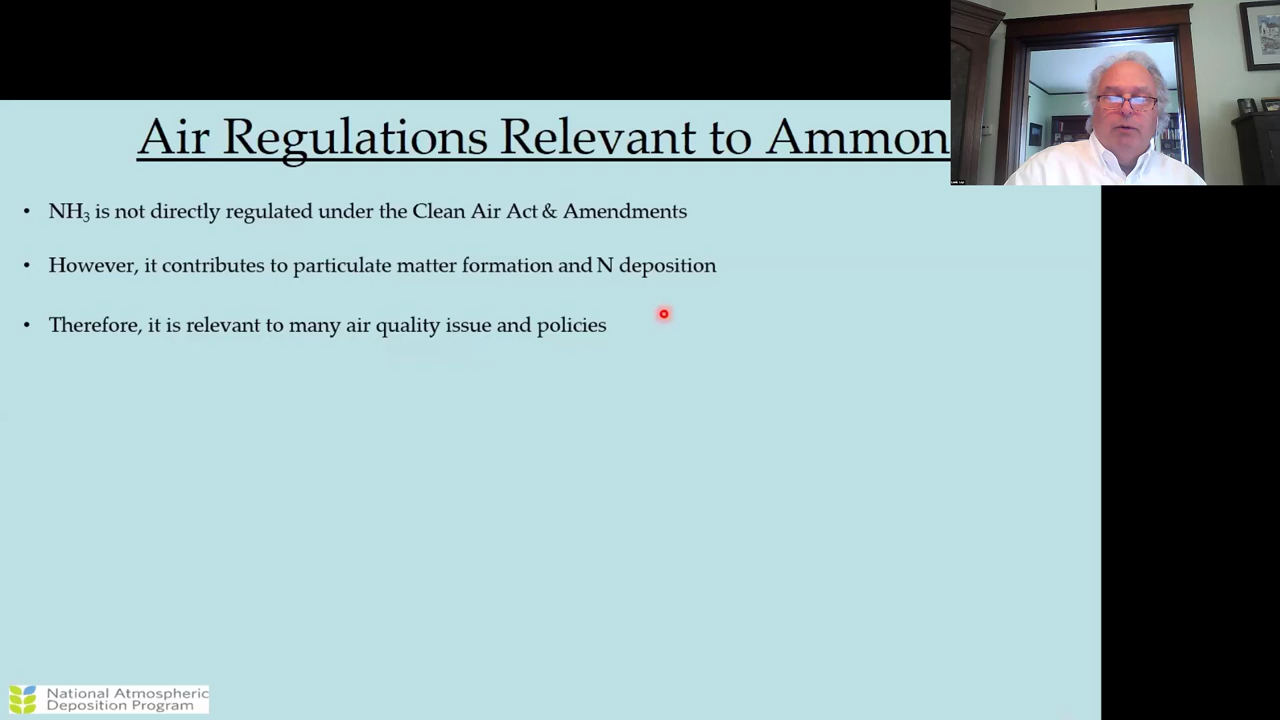 Air Regulations Relevant to Ammon
• NH₃ is not directly regulated under the Clean Air Act & Amendments
• However, it contributes to particulate matter formation and N deposition
• Therefore, it is relevant to many air quality issue and policies
National Atmospheric
Deposition Program